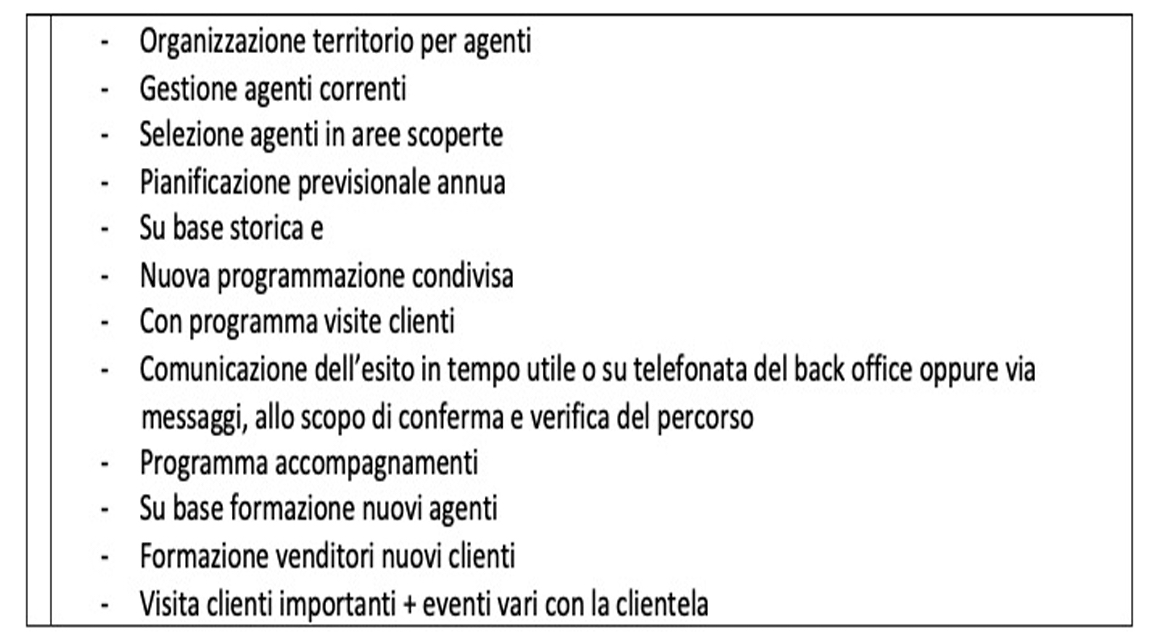 - Organizzazione territorio per agenti
- Gestione agenti correnti
- Selezione agenti in aree scoperte
- Pianificazione previsionale annua
- Su base storica e
- Nuova programmazione condivisa
- Con programma visite clienti
- Comunicazione dell'esito in tempo utile o su telefonata del back office oppure via
messaggi, allo scopo di conferma e verifica del percorso
- Programma accompagnamenti
- Su base formazione nuovi agenti
- Formazione venditori nuovi clienti
- Visita clienti importanti + eventi vari con la clientela